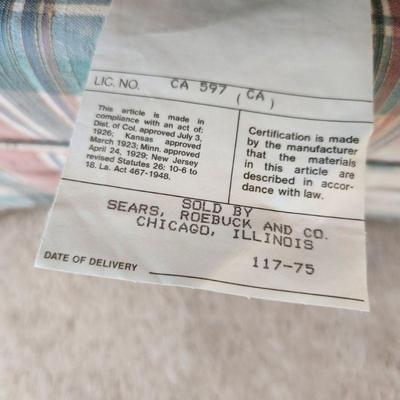 LIC. NO. CA 597 (CA)
This article is made in
compliance with an act of:
Dist. of Col. approved July 3,
1926; Kansas approved
March 1923; Minn. approved
April 24, 1929; New Jersey
revised Statutes 26: 10-6 to
18. La. Act 467-1948.
Certification is made
by the manufacturer
that the materials
in this article are
described in accor-
dance with law.
SOLD BY
SEARS, ROEBUCK AND CO.
CHICAGO, ILLINOIS
DATE OF DELIVERY 117-75